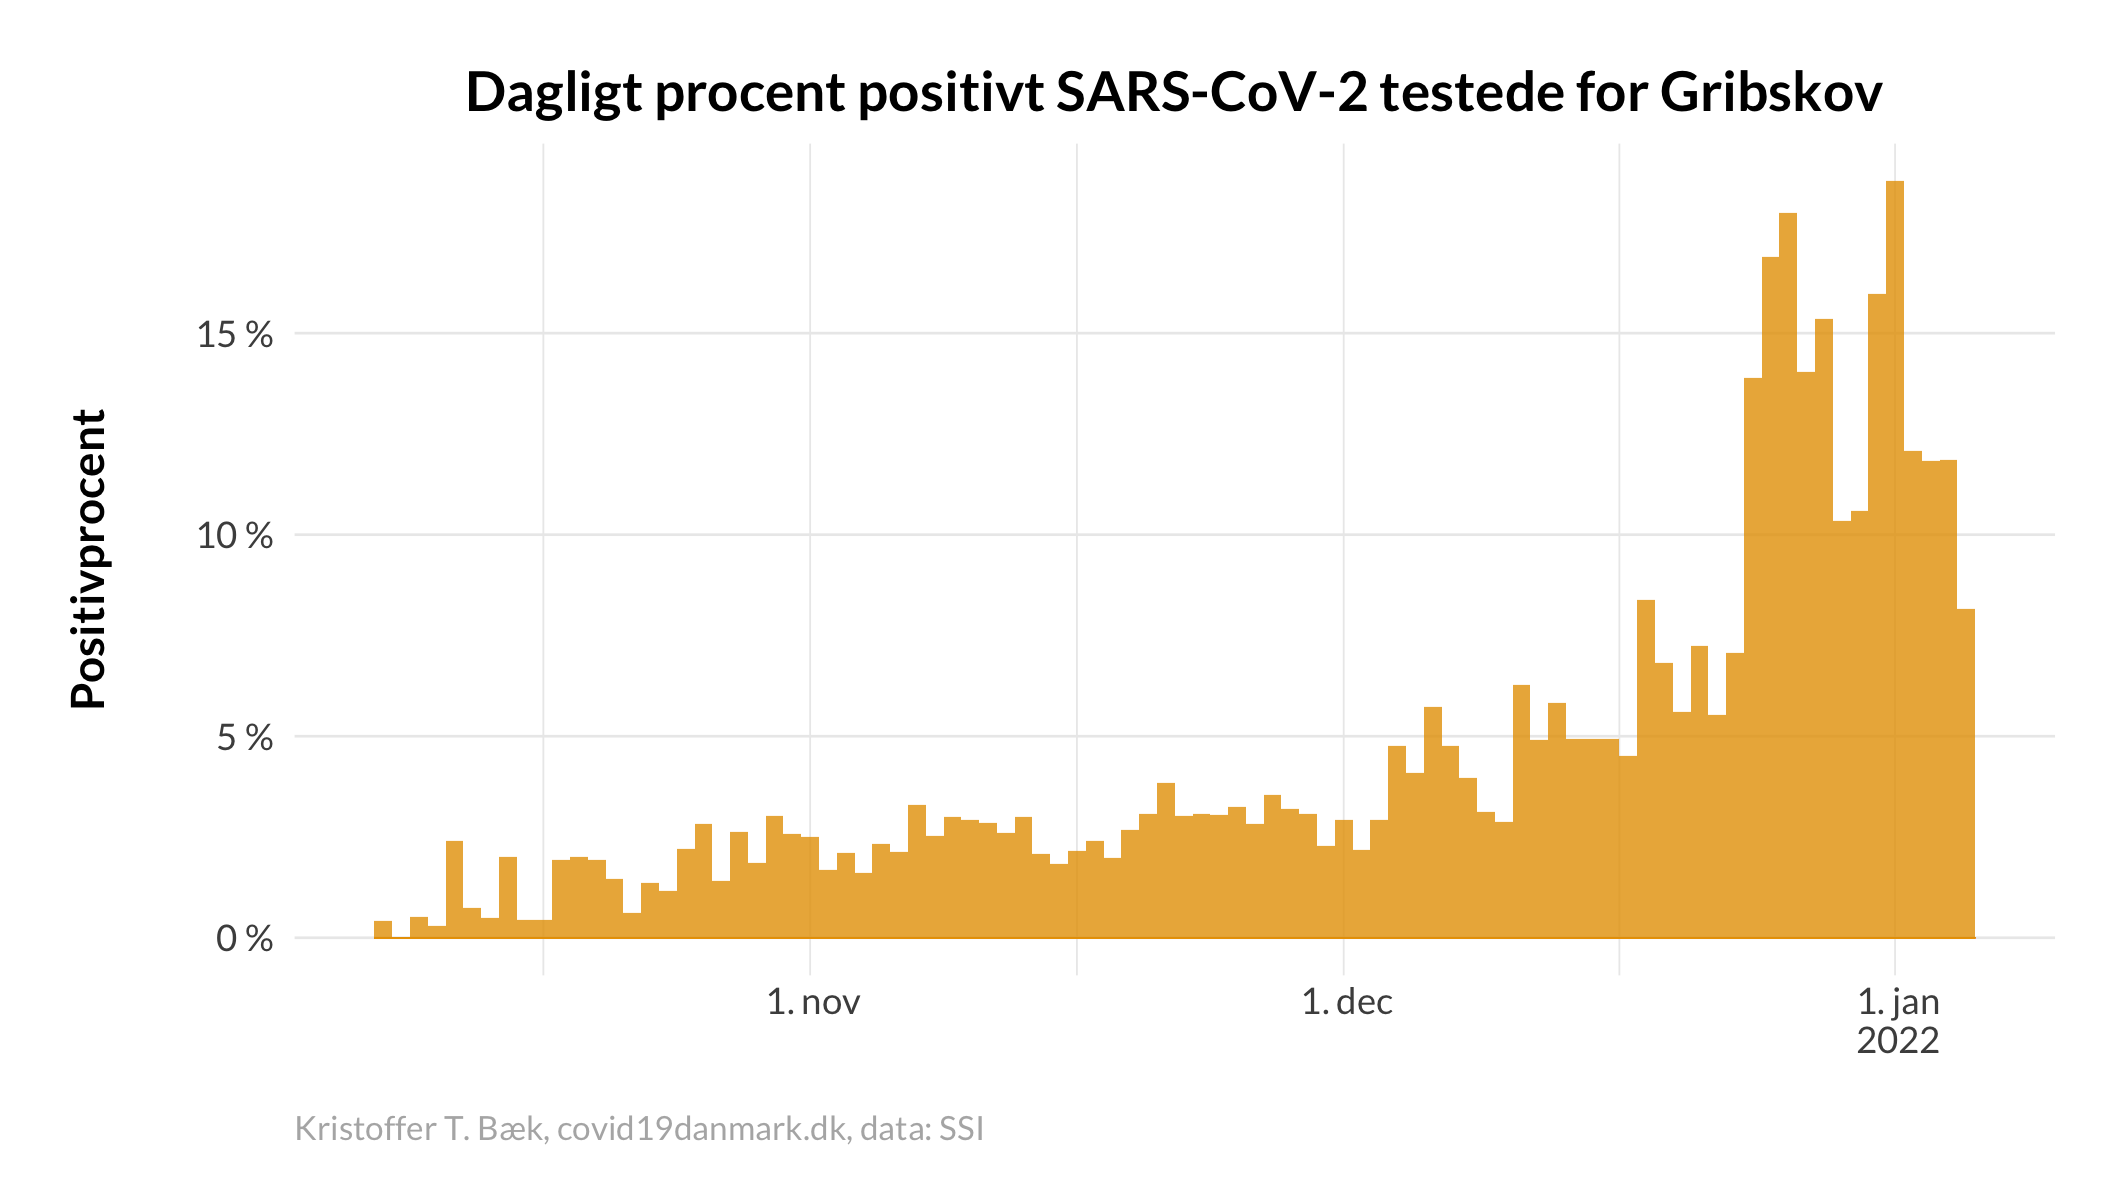 Dagligt procent positivt SARS-CoV-2 testede for Gribskov
Positivprocent
15 %
10 %
5 %
0 %
1. nov
1. dec
1. jan
2022
Kristoffer T. Bæk, covid19danmark.dk, data: SSI